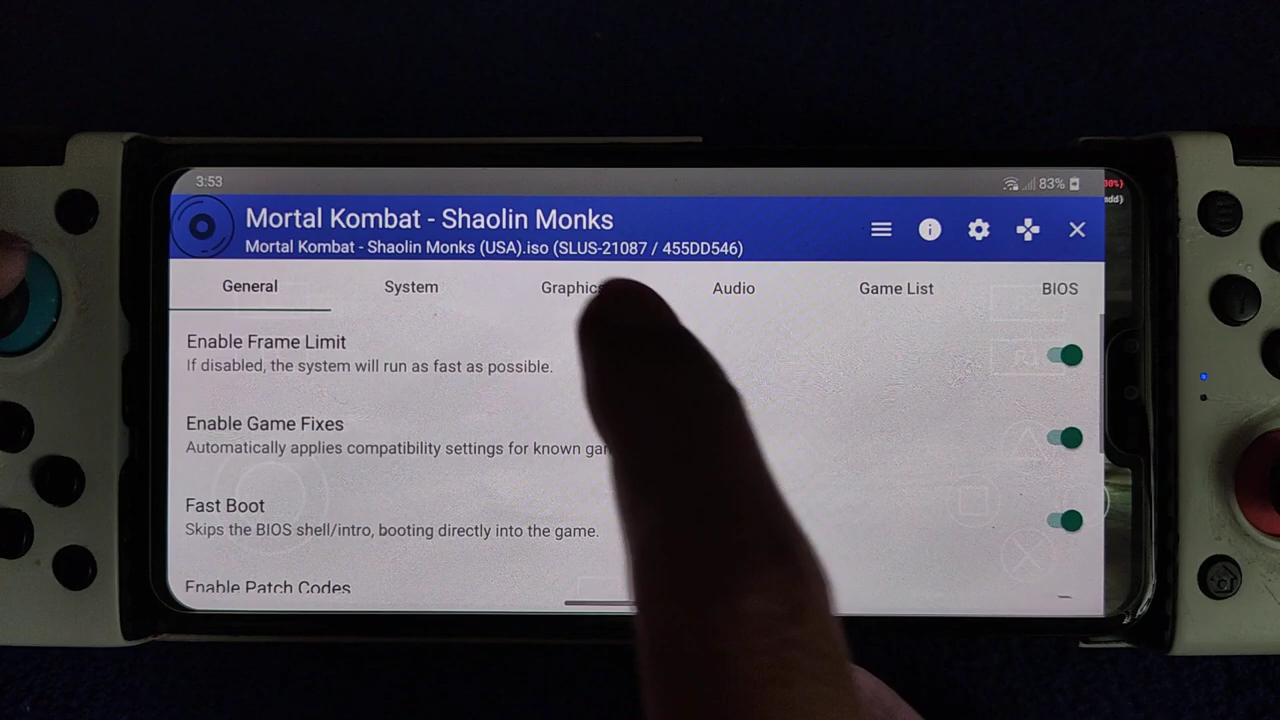 3:53
83%
Mortal Kombat - Shaolin Monks
Mortal Kombat - Shaolin Monks (USA).iso (SLUS-21087 / 455DD546)
General System Graphics Audio Game List BIOS
Enable Frame Limit
If disabled, the system will run as fast as possible.
Enable Game Fixes
Automatically applies compatibility settings for known
Fast Boot
Skips the BIOS shell/intro, booting directly into the game.
Enable Patch Codes